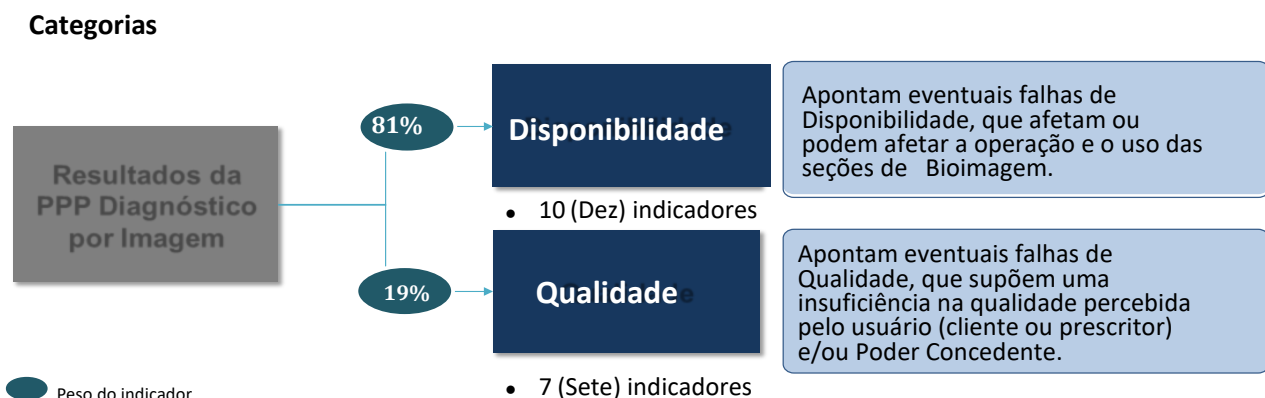 Categorias
Resultados da
PPP Diagnóstico
por Imagem
81%
Disponibilidade
Apontam eventuais falhas de
Disponibilidade, que afetam ou
podem afetar a operação e o uso das
seções de Bioimagem.
• 10 (Dez) indicadores
19%
Qualidade
Apontam eventuais falhas de
Qualidade, que supõem uma
insuficiência na qualidade percebida
pelo usuário (cliente ou prescritor)
e/ou Poder Concedente.
• 7 (Sete) indicadores
Peso do indicador